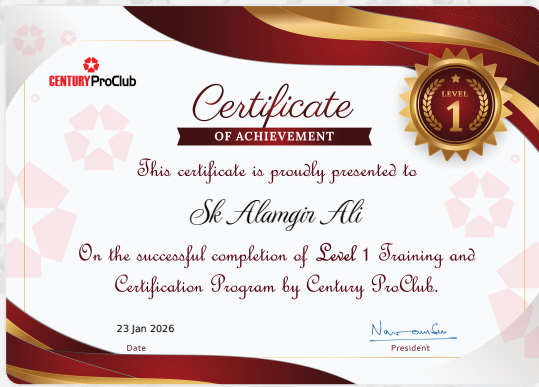 CENTURY ProClub
Certificate
OF ACHIEVEMENT
LEVEL
1
This certificate is proudly presented to
Sk Alamgir Ali
On the successful completion of Level 1 Training and
Certification Program by Century ProClub.
23 Jan 2026
Date
President